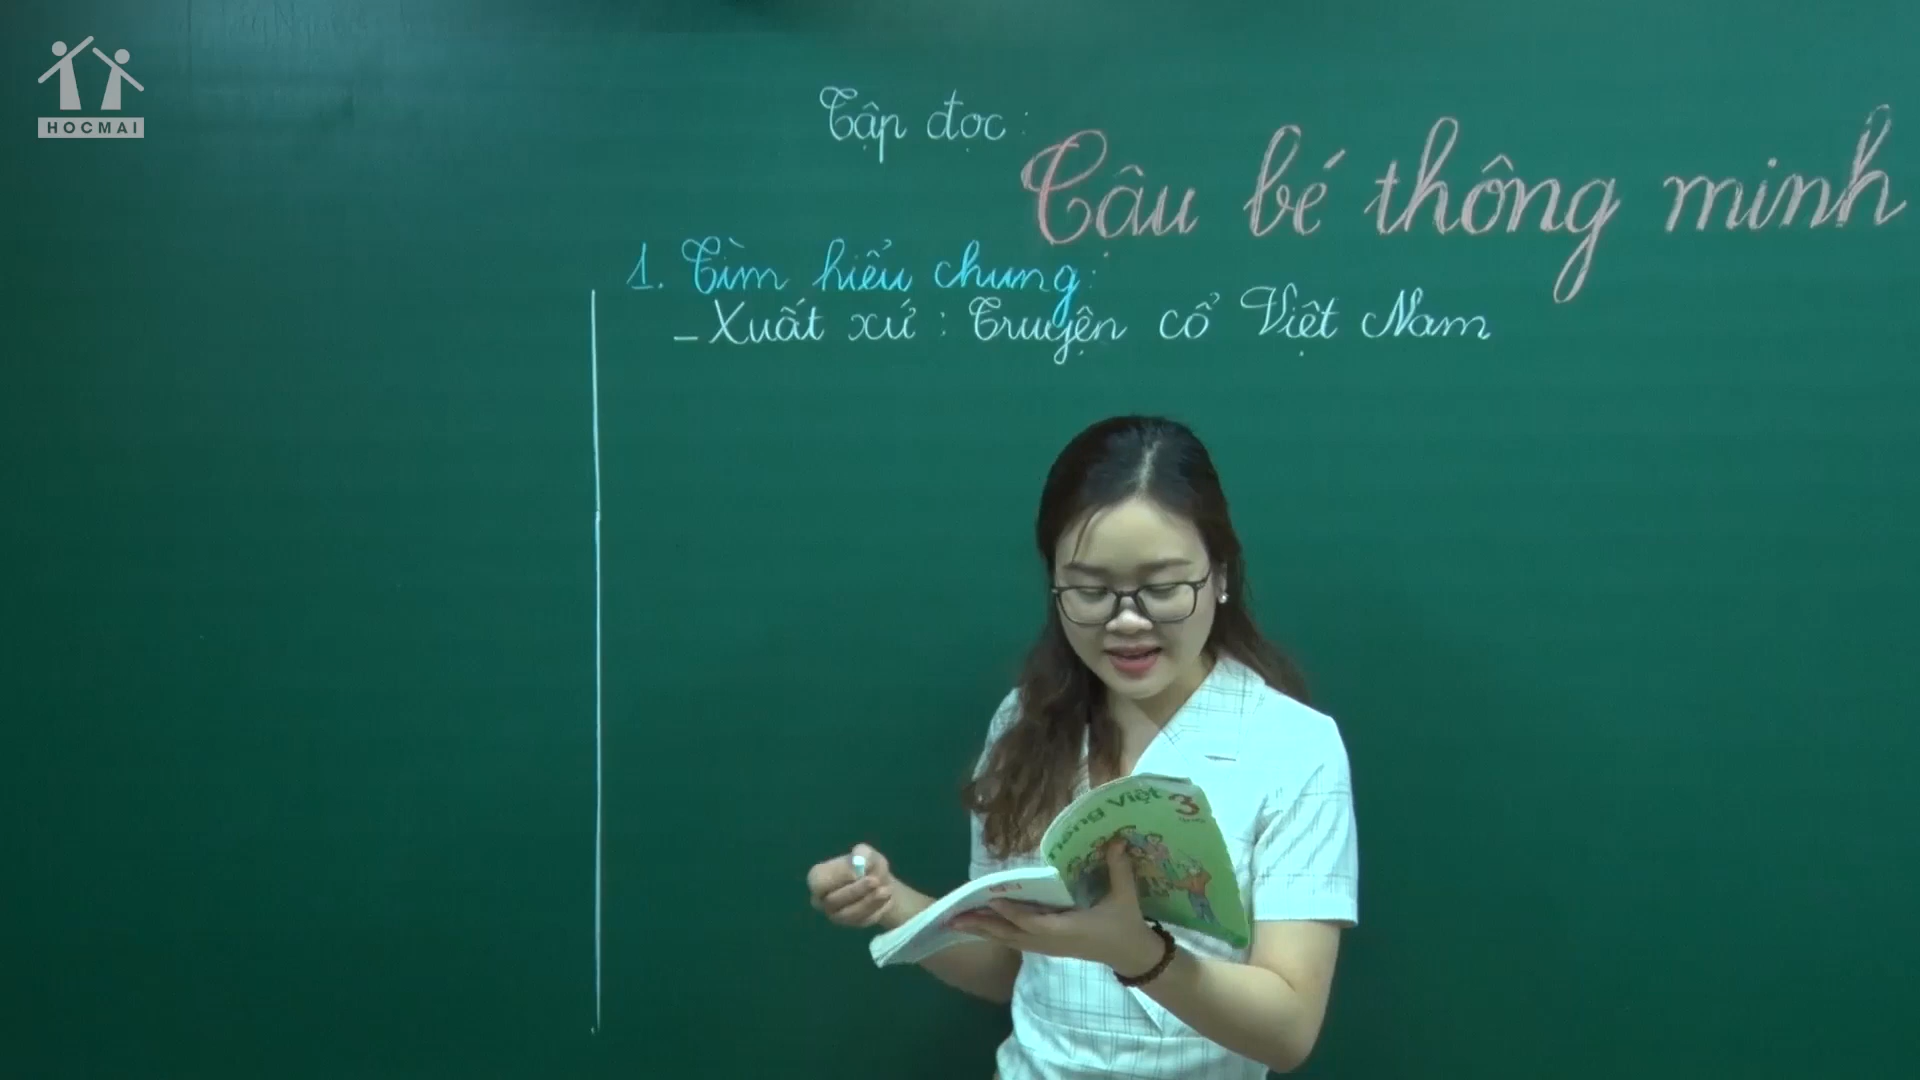 HOCMAI
Tập đọc:
Cậu bé thông minh
1. Tìm hiểu chung:
– Xuất xứ : Truyện cổ Việt Nam
Tiếng Việt 3